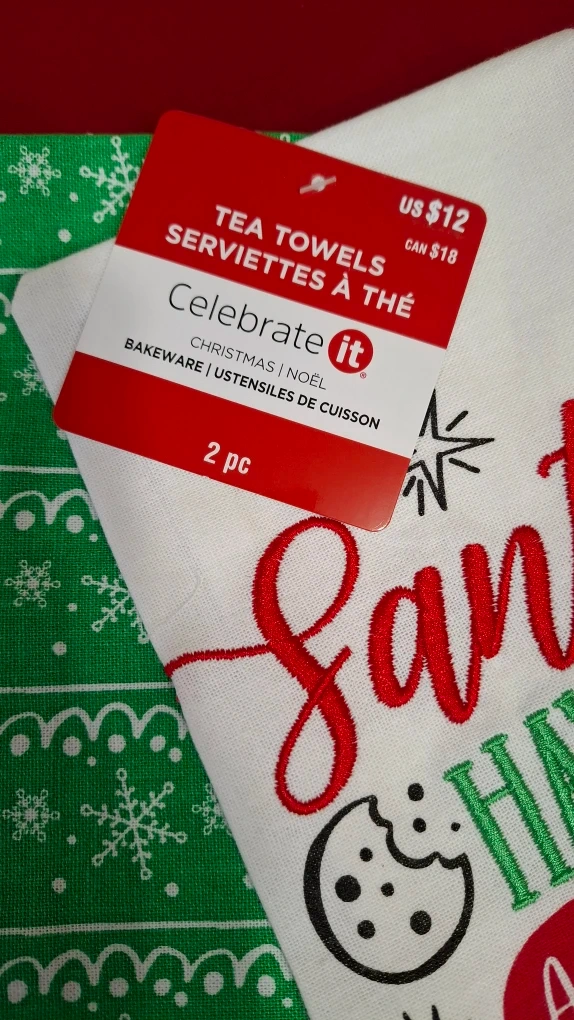 US $12
CAN $18
TEA TOWELS
SERVIETTES À THÉ
Celebrate it®
CHRISTMAS | NOËL
BAKEWARE | USTENSILES DE CUISSON
2 pc